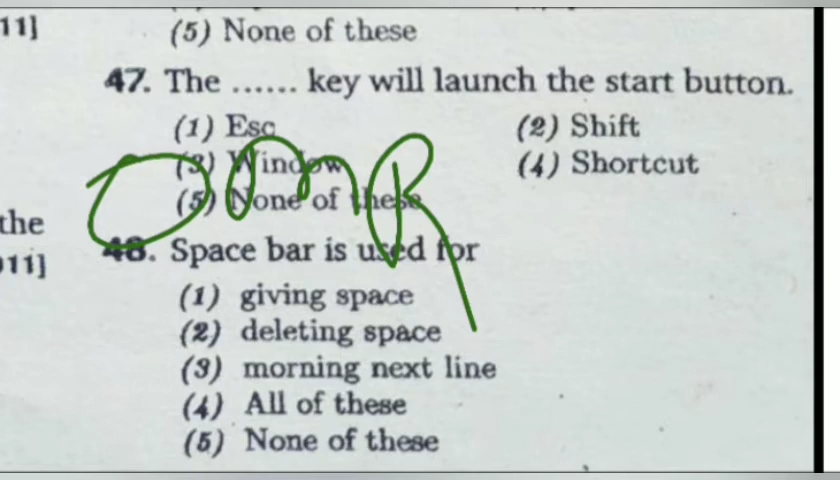 11]
(5) None of these
47. The ...... key will launch the start button.
(1) Esc (2) Shift
(3) Window (4) Shortcut
(5) None of these
the
48. Space bar is used for
11]
(1) giving space
(2) deleting space
(3) morning next line
(4) All of these
(5) None of these
OMR